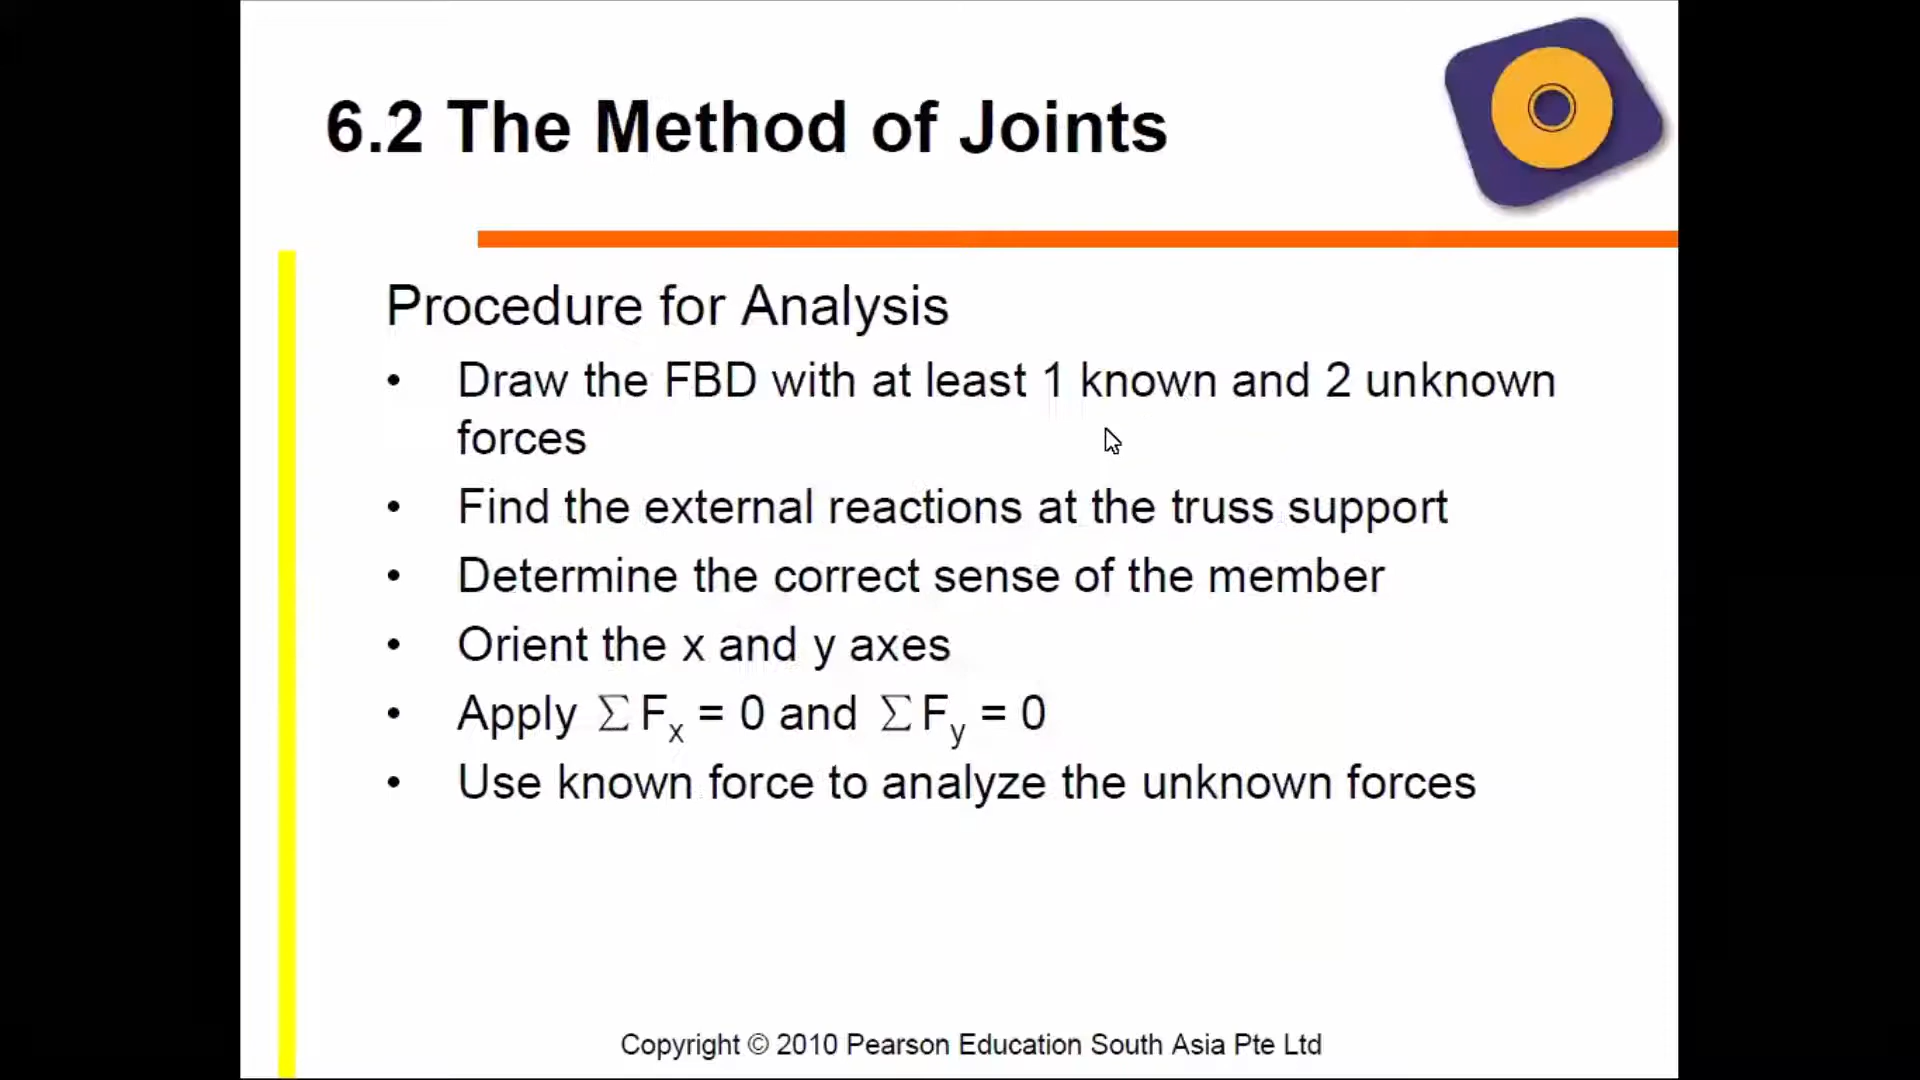 6.2 The Method of Joints
Procedure for Analysis
• Draw the FBD with at least 1 known and 2 unknown
forces
• Find the external reactions at the truss support
• Determine the correct sense of the member
• Orient the x and y axes
• Apply ∑Fx = 0 and ∑Fy = 0
• Use known force to analyze the unknown forces
Copyright © 2010 Pearson Education South Asia Pte Ltd